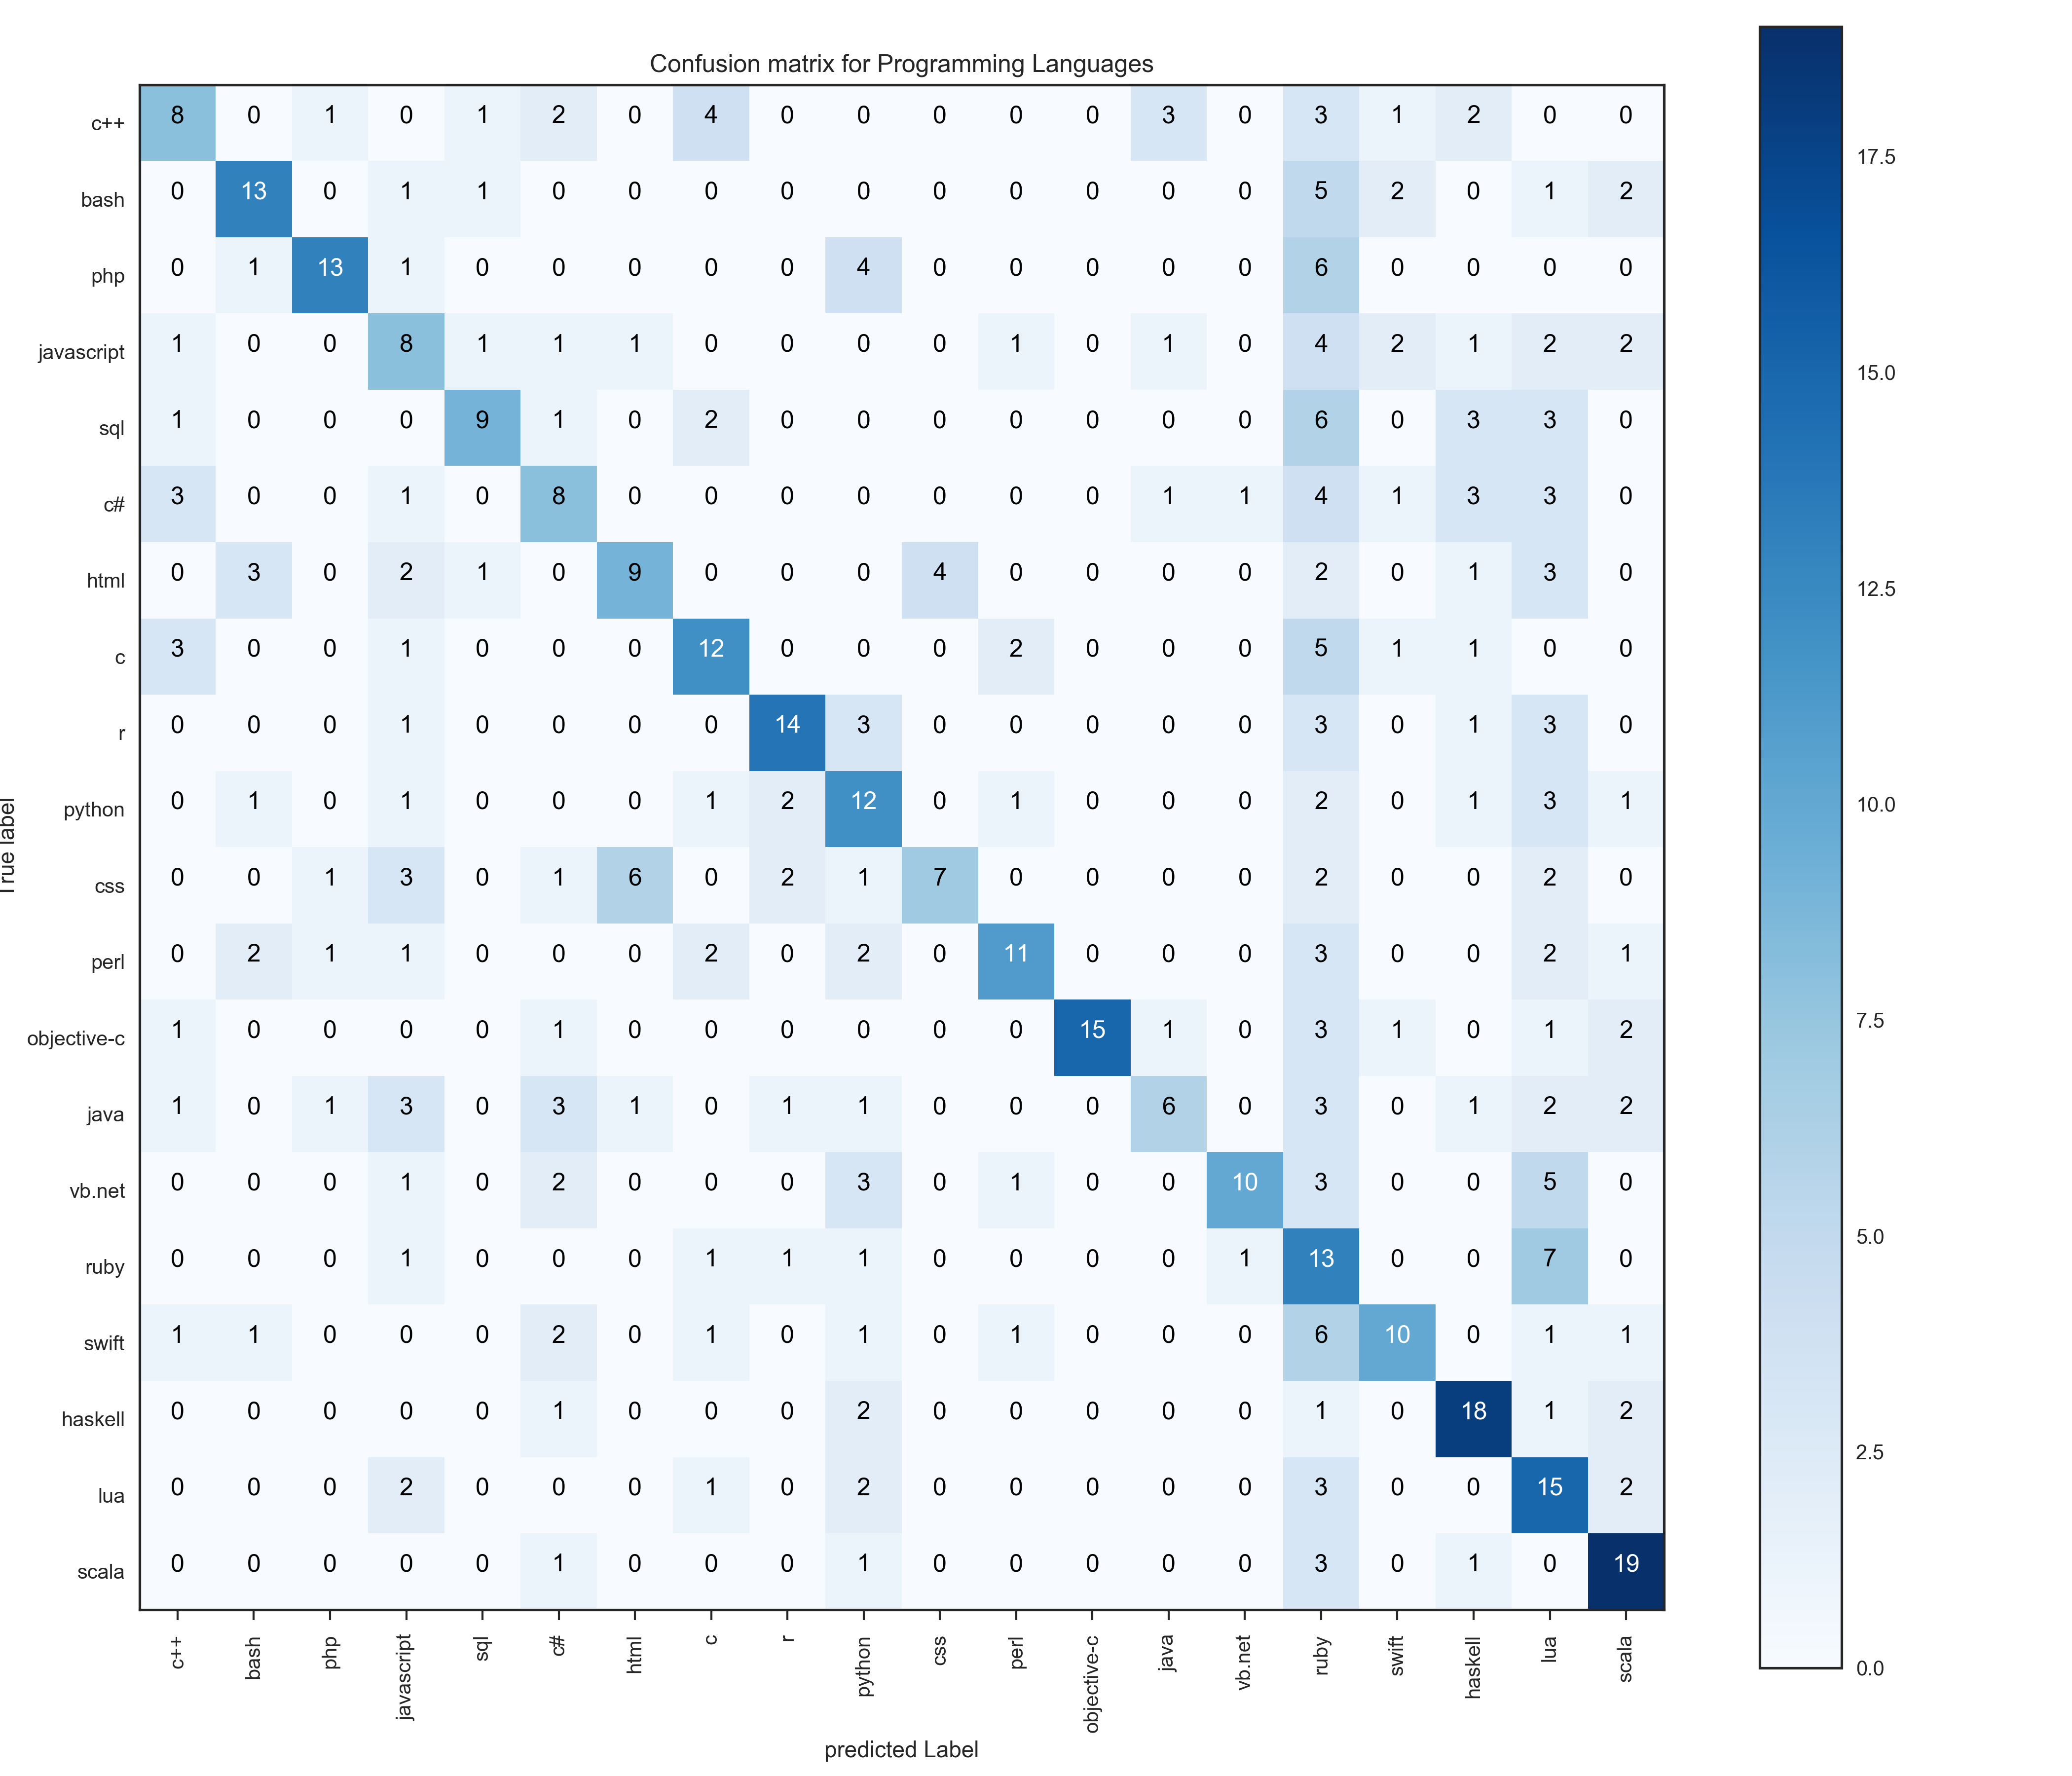 Confusion matrix for Programming Languages
c++ 8 0 1 0 1 2 0 4 0 0 0 0 0 3 0 3 1 2 0 0
bash 0 13 0 1 1 0 0 0 0 0 0 0 0 0 0 5 2 0 1 2
php 0 1 13 1 0 0 0 0 0 4 0 0 0 0 0 6 0 0 0 0
javascript 1 0 0 8 1 1 1 0 0 0 0 1 0 1 0 4 2 1 2 2
sql 1 0 0 0 9 1 0 2 0 0 0 0 0 0 0 6 0 3 3 0
c# 3 0 0 1 0 8 0 0 0 0 0 0 0 1 1 4 1 3 3 0
html 0 3 0 2 1 0 9 0 0 0 4 0 0 0 0 2 0 1 3 0
c 3 0 0 1 0 0 0 12 0 0 0 2 0 0 0 5 1 1 0 0
r 0 0 0 1 0 0 0 0 14 3 0 0 0 0 0 3 0 1 3 0
python 0 1 0 1 0 0 0 1 2 12 0 1 0 0 0 2 0 1 3 1
css 0 0 1 3 0 1 6 0 2 1 7 0 0 0 0 2 0 0 2 0
perl 0 2 1 1 0 0 0 2 0 2 0 11 0 0 0 3 0 0 2 1
objective-c 1 0 0 0 0 1 0 0 0 0 0 0 15 1 0 3 1 0 1 2
java 1 0 1 3 0 3 1 0 1 1 0 0 0 6 0 3 0 1 2 2
vb.net 0 0 0 1 0 2 0 0 0 3 0 1 0 0 10 3 0 0 5 0
ruby 0 0 0 1 0 0 0 1 1 1 0 0 0 0 1 13 0 0 7 0
swift 1 1 0 0 0 2 0 1 0 1 0 1 0 0 0 6 10 0 1 1
haskell 0 0 0 0 0 1 0 0 0 2 0 0 0 0 0 1 0 18 1 2
lua 0 0 0 2 0 0 0 1 0 2 0 0 0 0 0 3 0 0 15 2
scala 0 0 0 0 0 1 0 0 0 1 0 0 0 0 0 3 0 1 0 19
c++ bash php javascript sql c# html c r python css perl objective-c java vb.net ruby swift haskell lua scala
predicted Label
True label
17.5
15.0
12.5
10.0
7.5
5.0
2.5
0.0